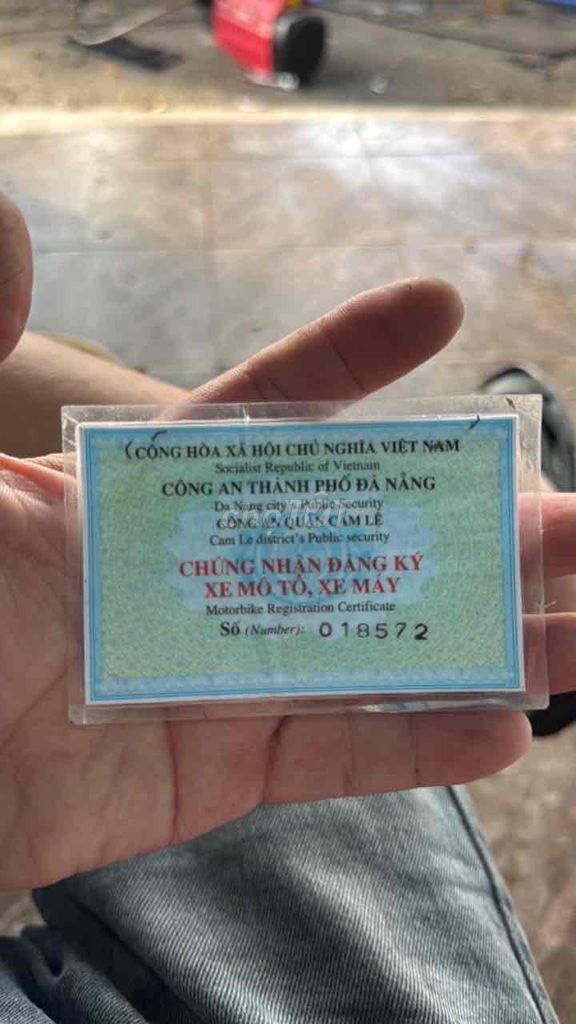 CỘNG HÒA XÃ HỘI CHỦ NGHĨA VIỆT NAM
Socialist Republic of Vietnam
CÔNG AN THÀNH PHỐ ĐÀ NẴNG
Da Nang city's Public security
CÔNG AN QUẬN CẨM LỆ
Cam Le district's Public security
CHỨNG NHẬN ĐĂNG KÝ
XE MÔ TÔ, XE MÁY
Motorbike Registration Certificate
Số (Number): 018572